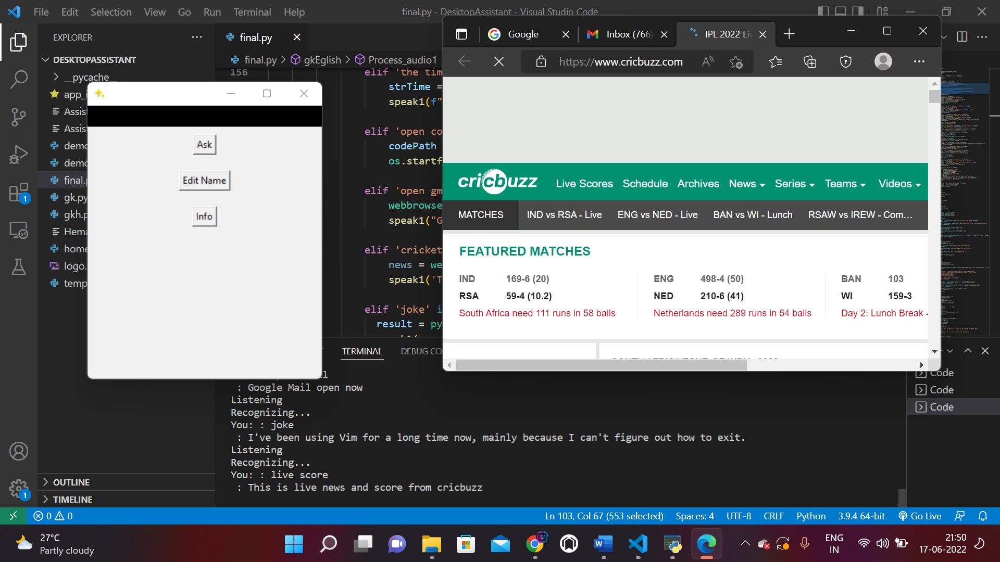 File Edit Selection View Go Run Terminal Help
final.py - DesktopAssistant - Visual Studio Code
EXPLORER
DESKTOPASSISTANT
__pycache__
app_i
Assis
Assis
demo
demo
final.p
gk.py
gkh.p
Hema
home
logo.
temp
OUTLINE
TIMELINE
final.py
final.py > gkEglish > Process_audio1
156
elif 'the tim
strTime =
speak1(f"
elif 'open co
codePath
os.startf
elif 'open gm
webbrowse
speak1("G
elif 'cricket
news = we
speak1('T
elif 'joke' i
result = py
Ask
Edit Name
Info
Google
Inbox (766)
IPL 2022 Liv
https://www.cricbuzz.com
cricbuzz
Live Scores Schedule Archives News Series Teams Videos
MATCHES IND vs RSA - Live ENG vs NED - Live BAN vs WI - Lunch RSAW vs IREW - Com...
FEATURED MATCHES
IND 169-6 (20)
RSA 59-4 (10.2)
South Africa need 111 runs in 58 balls
ENG 498-4 (50)
NED 210-6 (41)
Netherlands need 289 runs in 54 balls
BAN 103
WI 159-3
Day 2: Lunch Break -
TERMINAL DEBUG CO
: Google Mail open now
Listening
Recognizing...
You: : joke
: I've been using Vim for a long time now, mainly because I can't figure out how to exit.
Listening
Recognizing...
You: : live score
: This is live news and score from cricbuzz
Code
Code
Code
1
1
0 0
Ln 103, Col 67 (553 selected) Spaces: 4 UTF-8 CRLF Python 3.9.4 64-bit Go Live
27°C
Partly cloudy
ENG
IN
21:50
17-06-2022